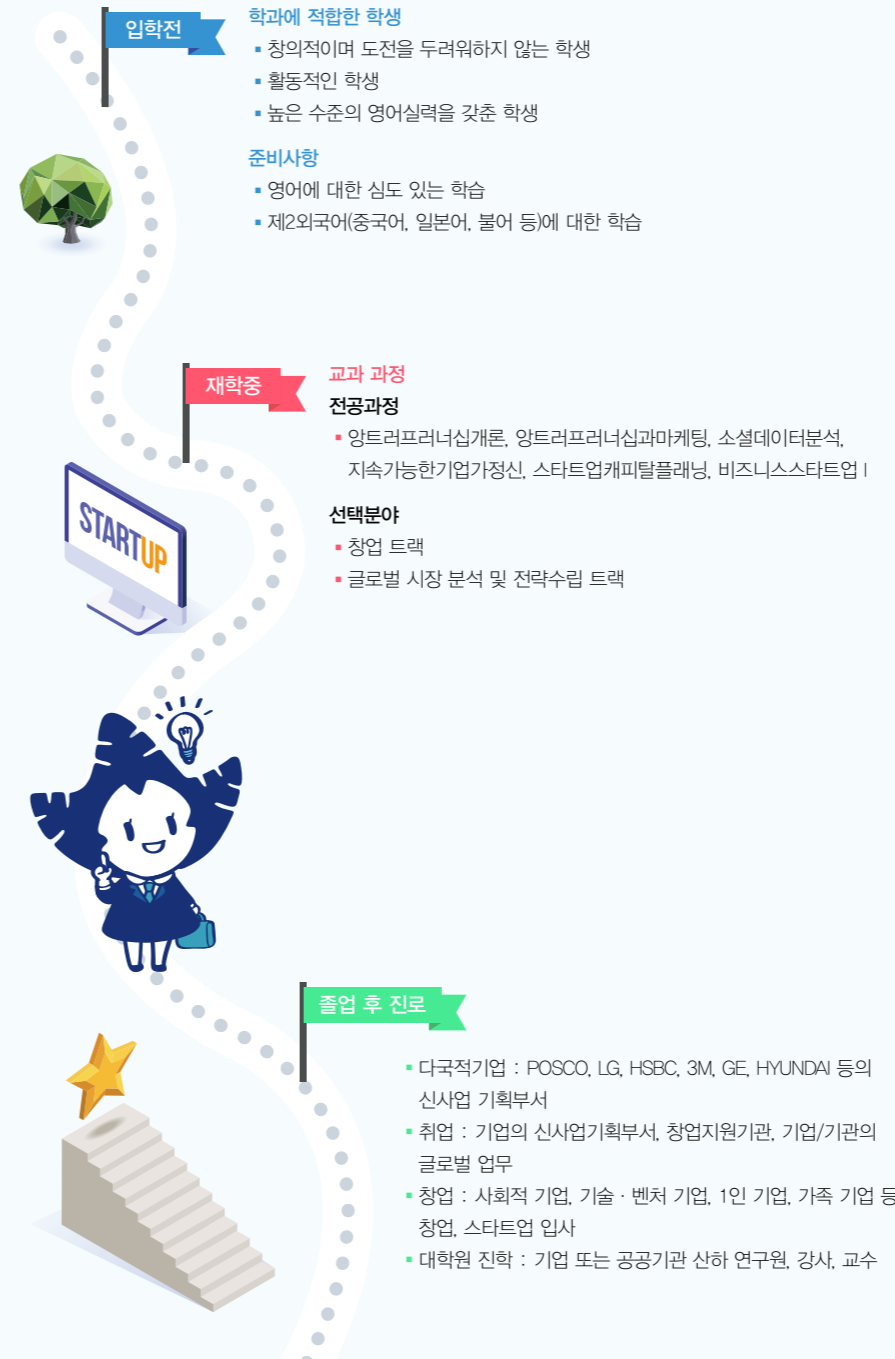 입학전
학과에 적합한 학생
▪ 창의적이며 도전을 두려워하지 않는 학생
▪ 활동적인 학생
▪ 높은 수준의 영어실력을 갖춘 학생
준비사항
▪ 영어에 대한 심도 있는 학습
▪ 제2외국어(중국어, 일본어, 불어 등)에 대한 학습
재학중
교과 과정
전공과정
▪ 앙트러프러너십개론, 앙트러프러너십과마케팅, 소셜데이터분석,
지속가능한기업가정신, 스타트업캐피탈플래닝, 비즈니스스타트업 I
STARTUP
선택분야
▪ 창업 트랙
▪ 글로벌 시장 분석 및 전략수립 트랙
졸업 후 진로
▪ 다국적기업 : POSCO, LG, HSBC, 3M, GE, HYUNDAI 등의
신사업 기획부서
▪ 취업 : 기업의 신사업기획부서, 창업지원기관, 기업/기관의
글로벌 업무
▪ 창업 : 사회적 기업, 기술 · 벤처 기업, 1인 기업, 가족 기업 등
창업, 스타트업 입사
▪ 대학원 진학 : 기업 또는 공공기관 산하 연구원, 강사, 교수